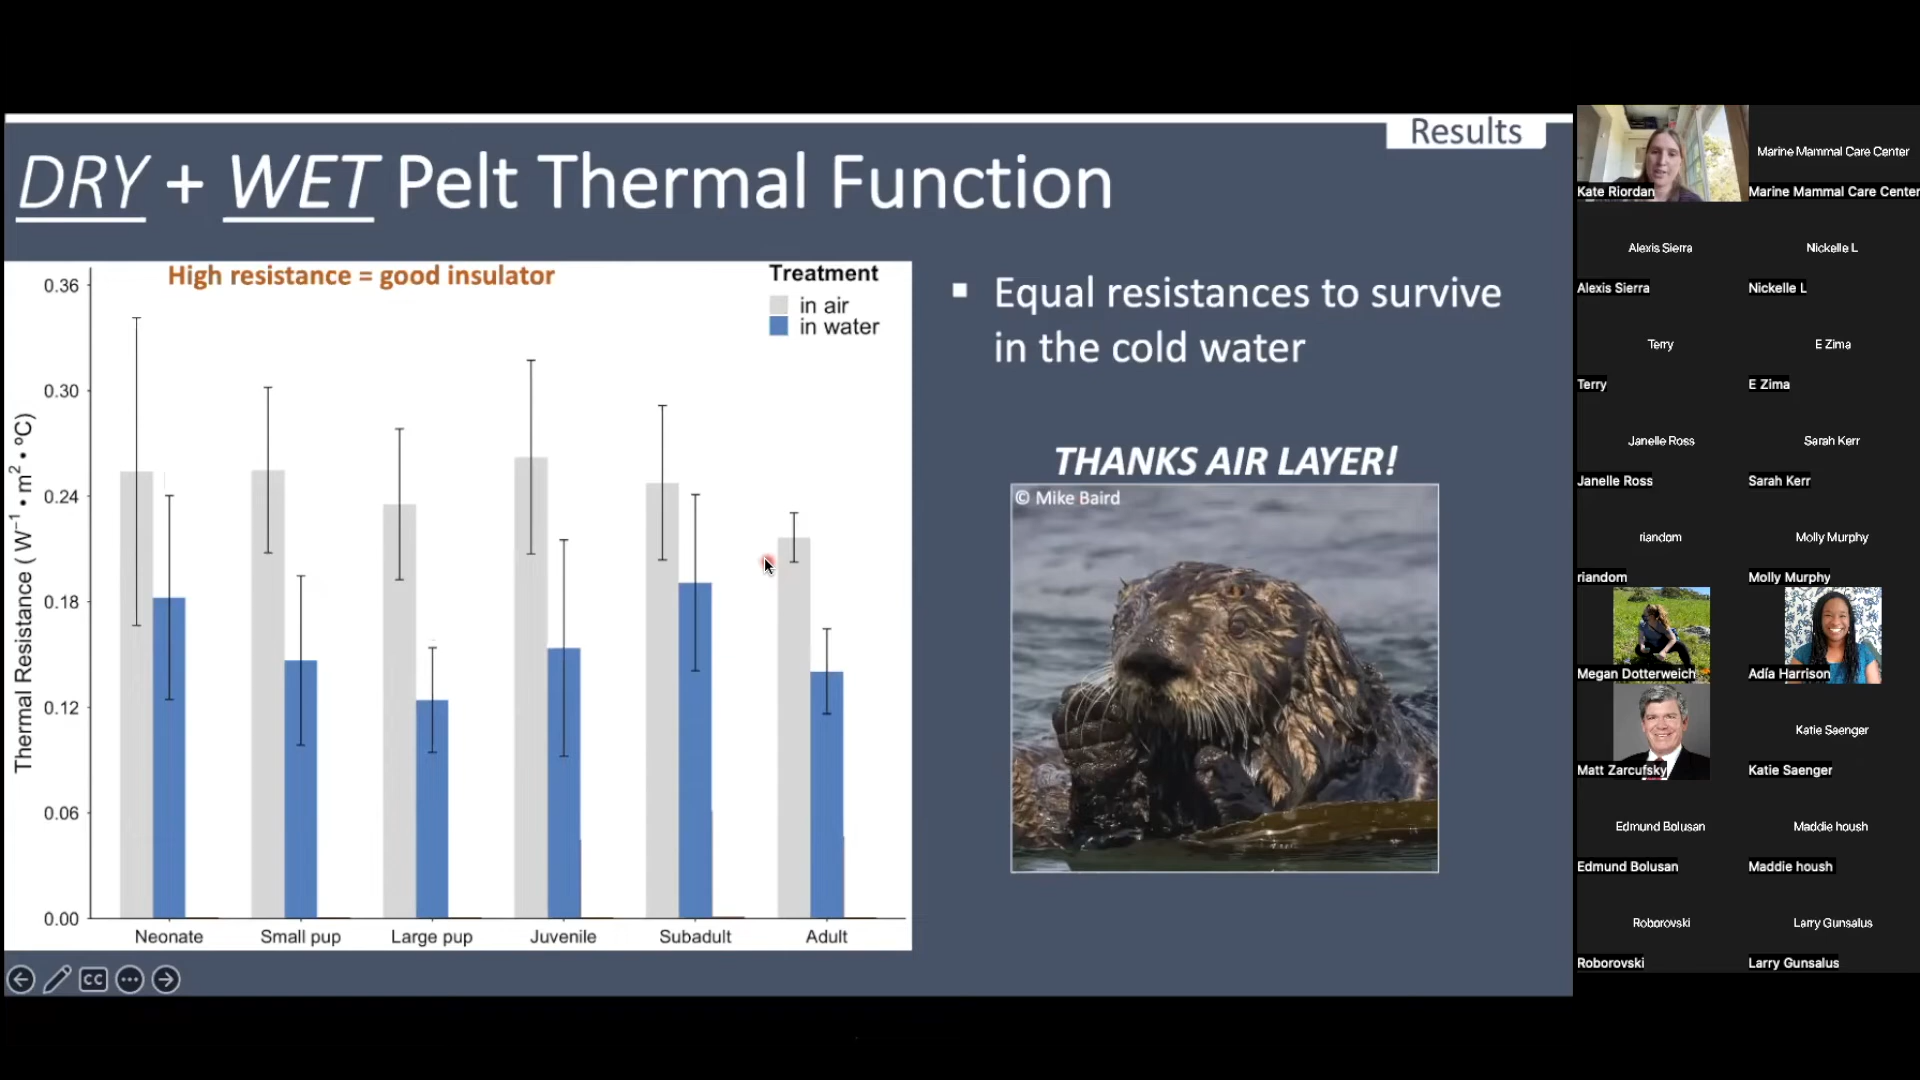 Results
DRY + WET Pelt Thermal Function
High resistance = good insulator
Treatment
in air
in water
0.36
0.30
0.24
0.18
0.12
0.06
0.00
Thermal Resistance ( W⁻¹ • m² • ºC)
Neonate
Small pup
Large pup
Juvenile
Subadult
Adult
▪ Equal resistances to survive
in the cold water
THANKS AIR LAYER!
© Mike Baird
CC
Kate Riordan
Marine Mammal Care Center
Marine Mammal Care Center
Alexis Sierra
Alexis Sierra
Nickelle L
Nickelle L
Terry
Terry
E Zima
E Zima
Janelle Ross
Janelle Ross
Sarah Kerr
Sarah Kerr
riandom
riandom
Molly Murphy
Molly Murphy
Megan Dotterweich
Adía Harrison
Matt Zarcufsky
Katie Saenger
Katie Saenger
Edmund Bolusan
Edmund Bolusan
Maddie housh
Maddie housh
Roborovski
Roborovski
Larry Gunsalus
Larry Gunsalus